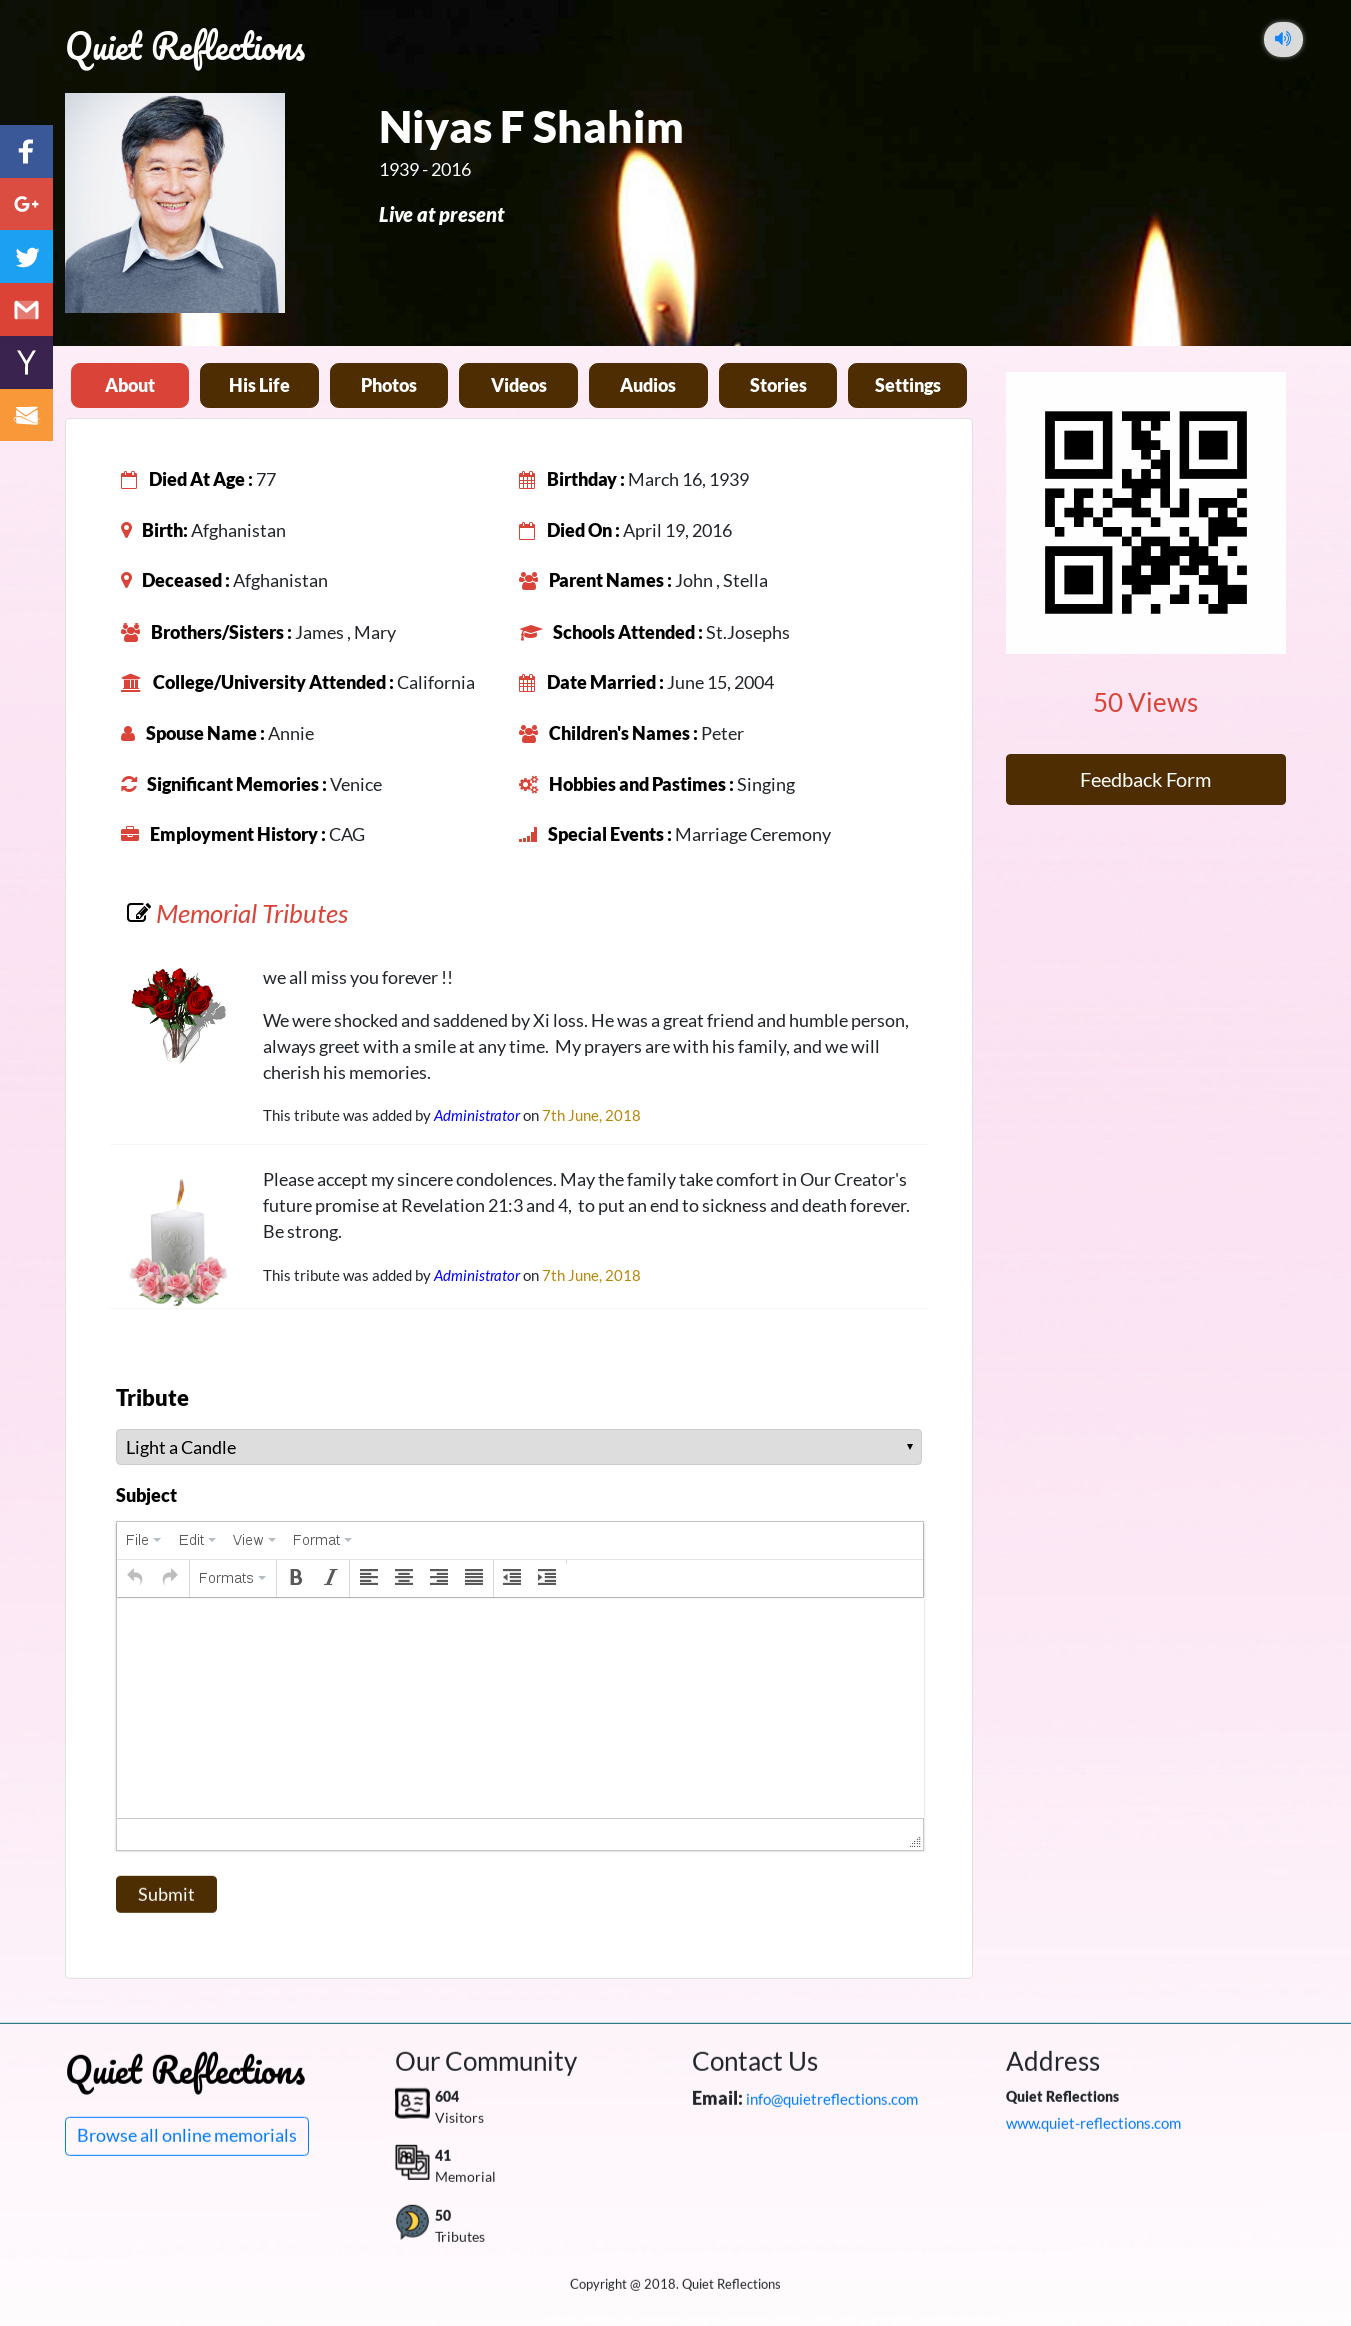 Quiet Reflections
Niyas F Shahim
1939 - 2016
Live at present
About
His Life
Photos
Videos
Audios
Stories
Settings
Died At Age : 77
Birthday : March 16, 1939
Birth: Afghanistan
Died On : April 19, 2016
Deceased : Afghanistan
Parent Names : John , Stella
Brothers/Sisters : James , Mary
Schools Attended : St.Josephs
College/University Attended : California
Date Married : June 15, 2004
Spouse Name : Annie
Children's Names : Peter
Significant Memories : Venice
Hobbies and Pastimes : Singing
Employment History : CAG
Special Events : Marriage Ceremony
50 Views
Feedback Form
Memorial Tributes
we all miss you forever !!
We were shocked and saddened by Xi loss. He was a great friend and humble person,
always greet with a smile at any time.  My prayers are with his family, and we will
cherish his memories.
This tribute was added by Administrator on 7th June, 2018
Please accept my sincere condolences. May the family take comfort in Our Creator's
future promise at Revelation 21:3 and 4,  to put an end to sickness and death forever.
Be strong.
This tribute was added by Administrator on 7th June, 2018
Tribute
Light a Candle
Subject
File Edit View Format
Formats B I
Submit
Quiet Reflections
Browse all online memorials
Our Community
604
Visitors
41
Memorial
50
Tributes
Contact Us
Email: info@quietreflections.com
Address
Quiet Reflections
www.quiet-reflections.com
Copyright @ 2018. Quiet Reflections